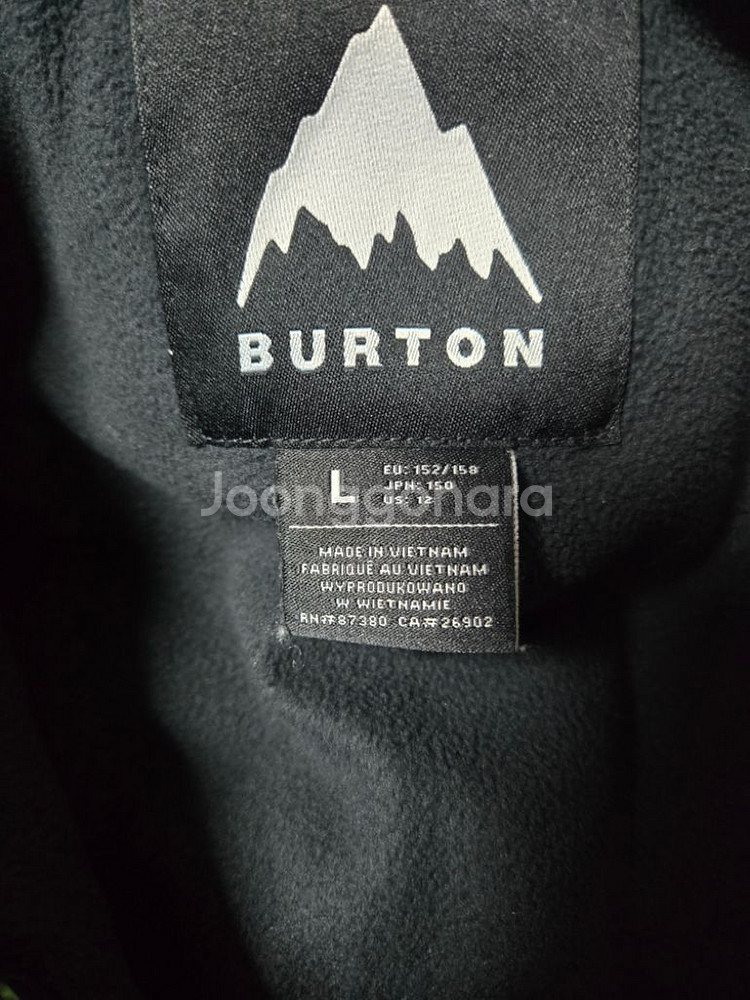 BURTON
L
EU: 152/158
JPN: 150
US: 12
Joonggonara
MADE IN VIETNAM
FABRIQUÉ AU VIETNAM
WYPRODUKOWANO
W WIETNAMIE
RN#87380 CA#26902